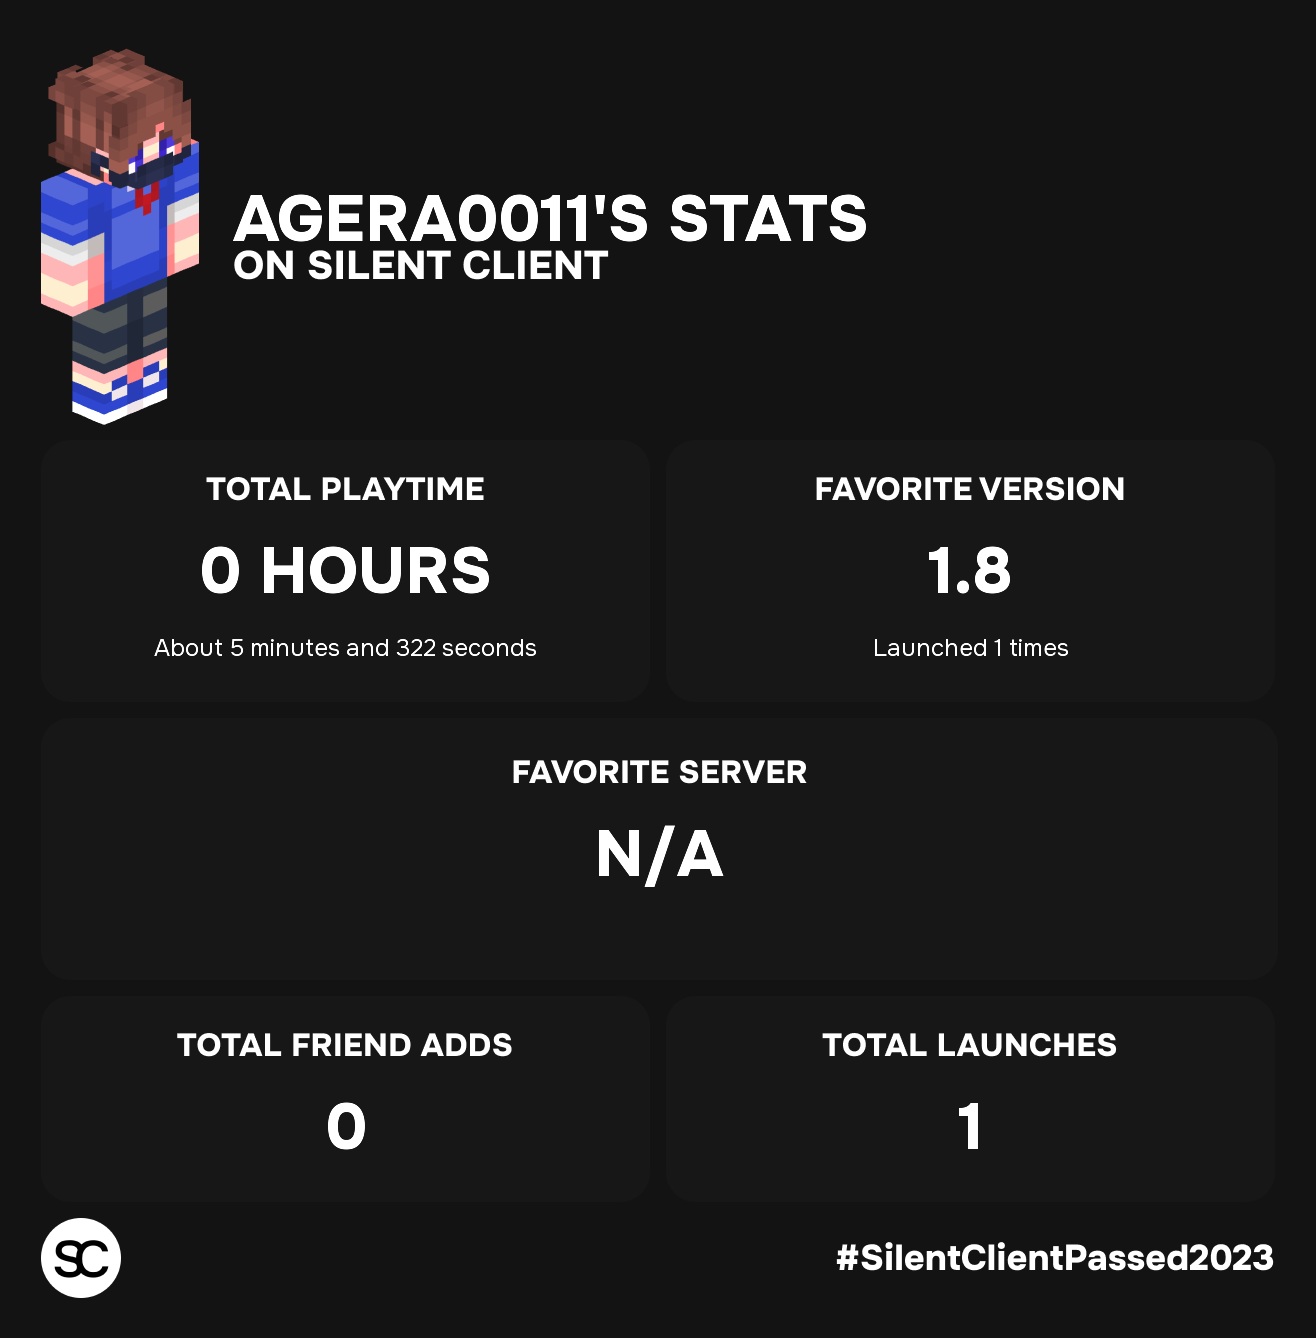 AGERA0011'S STATS
ON SILENT CLIENT
TOTAL PLAYTIME
0 HOURS
About 5 minutes and 322 seconds
FAVORITE VERSION
1.8
Launched 1 times
FAVORITE SERVER
N/A
TOTAL FRIEND ADDS
0
TOTAL LAUNCHES
1
SC
#SilentClientPassed2023